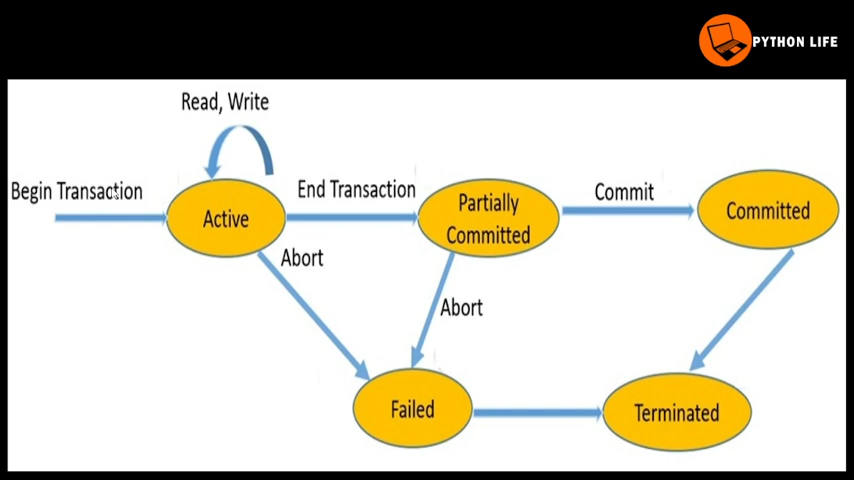 PYTHON LIFE
Read, Write
Begin Transaction
Active
End Transaction
Partially
Committed
Commit
Committed
Abort
Abort
Failed
Terminated